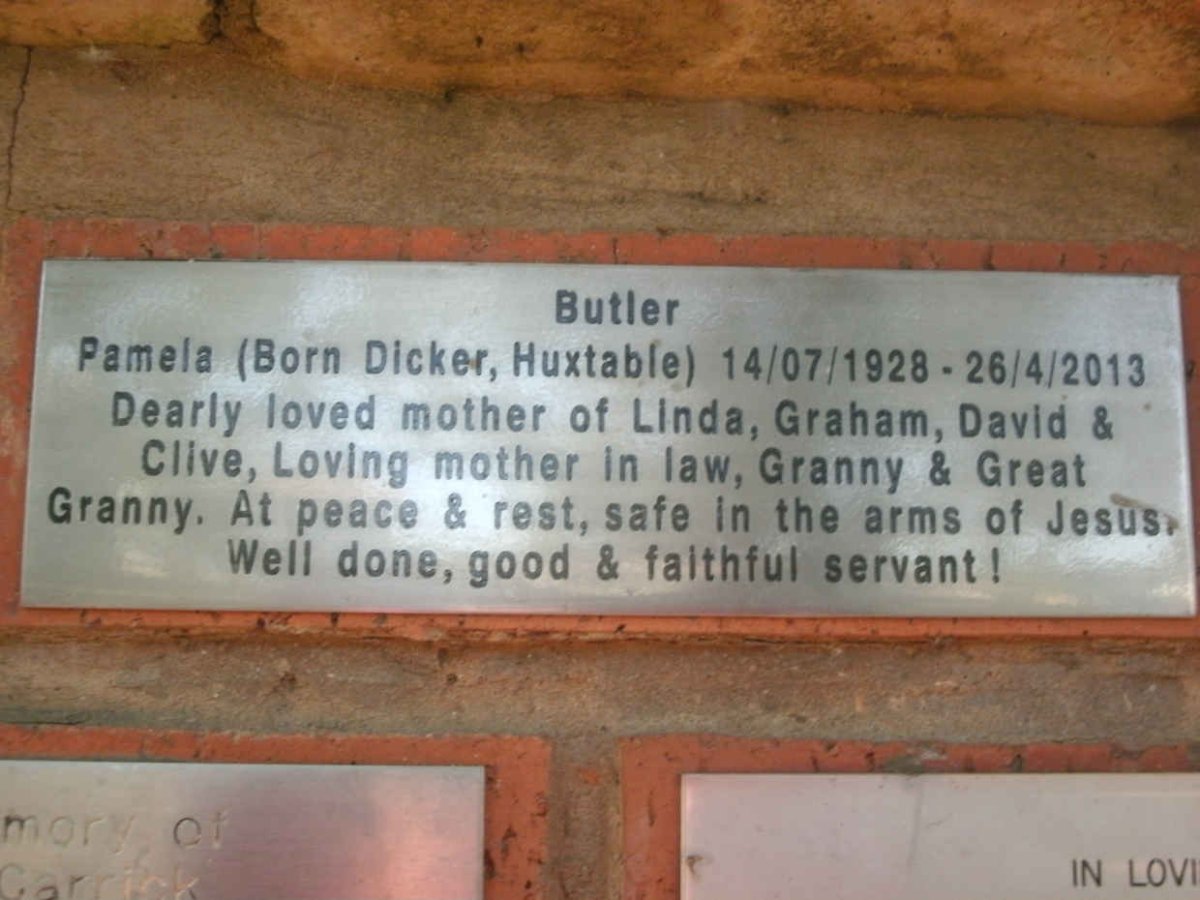 Butler
Pamela (Born Dicker, Huxtable) 14/07/1928 - 26/4/2013
Dearly loved mother of Linda, Graham, David &
Clive, Loving mother in law, Granny & Great
Granny. At peace & rest, safe in the arms of Jesus.
Well done, good & faithful servant!
mory of
Carrick
IN LOVI